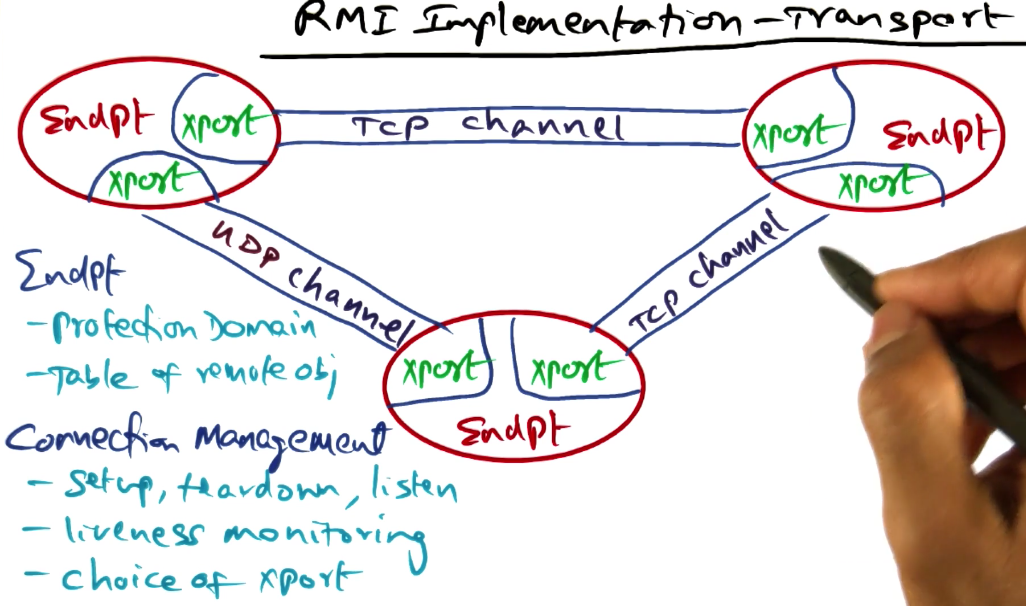 RMI Implementation - Transport
Endpt
xport
TCP channel
xport
Endpt
xport
xport
UDP channel
TCP channel
xport
xport
Endpt
Endpt
- Protection Domain
- Table of remote obj
Connection Management
- setup, teardown, listen
- liveness monitoring
- choice of xport